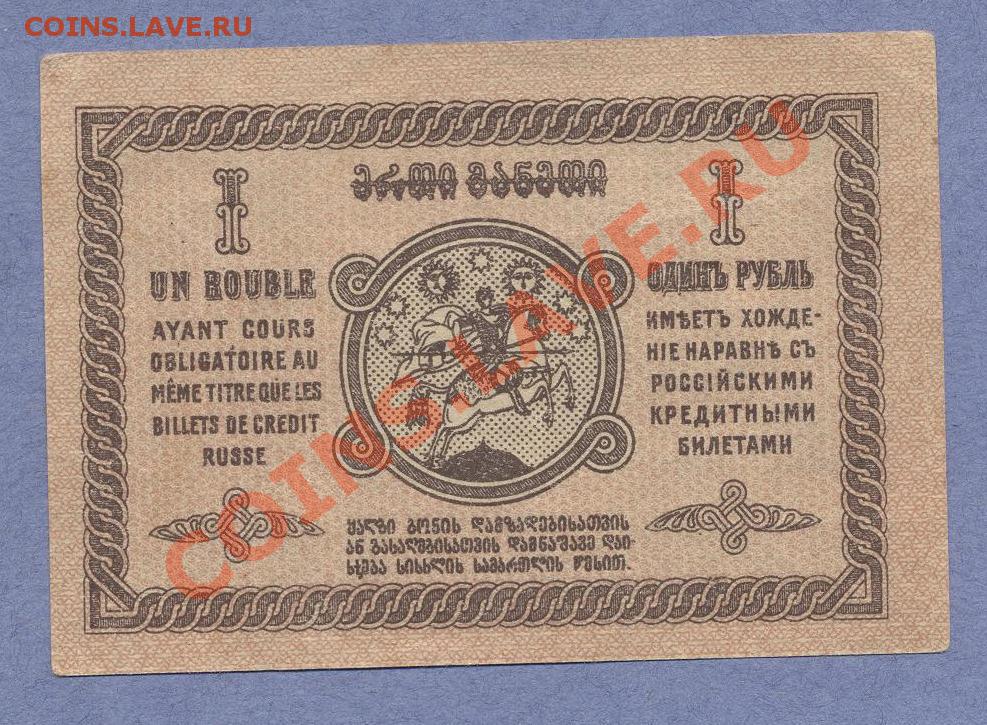 COINS.LAVE.RU
ერთი მანეთი
1
1
UN ROUBLE
AYANT COURS
OBLIGATOIRE AU
MÊME TITRE QUE LES
BILLETS DE CREDIT
RUSSE
ОДИНЪ РУБЛЬ
ИМѢЕТЪ ХОЖДЕ-
НІЕ НАРАВНѢ СЪ
РОССІЙСКИМИ
КРЕДИТНЫМИ
БИЛЕТАМИ
ყალბი ბონის დამზადებისათვის
ან გასაღებისათვის დამნაშავე დაი-
სჯება სისხლის სამართლის წესით.
COINS.LAVE.RU